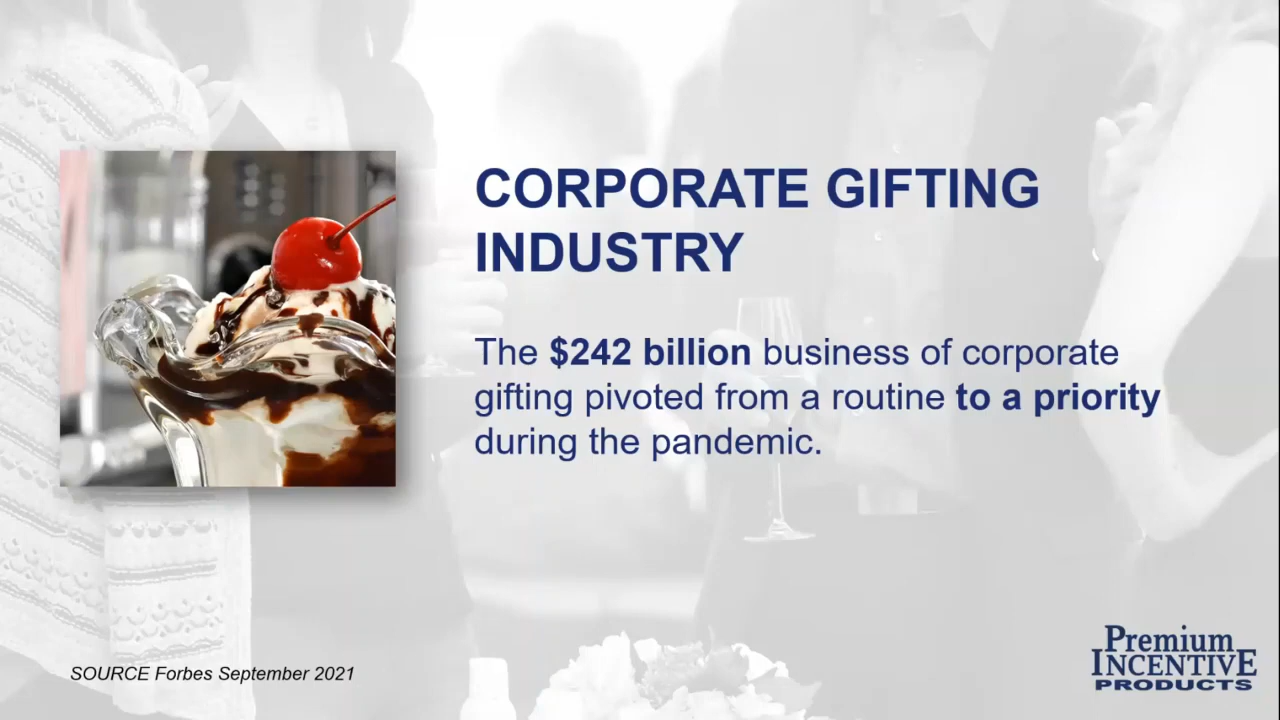 CORPORATE GIFTING
INDUSTRY
The $242 billion business of corporate
gifting pivoted from a routine to a priority
during the pandemic.
SOURCE Forbes September 2021
Premium
INCENTIVE
PRODUCTS